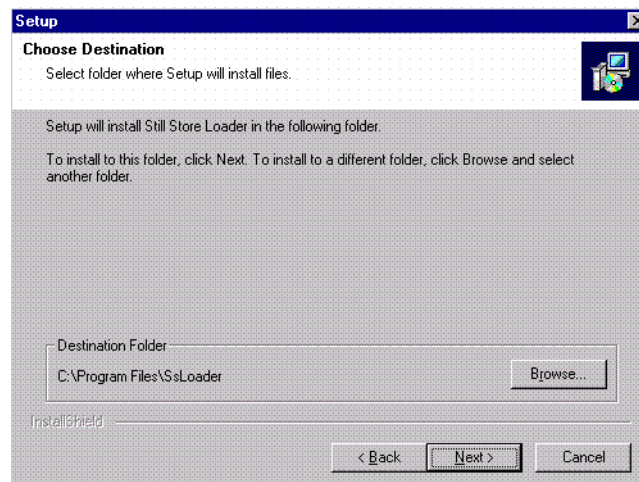 Setup
Choose Destination
Select folder where Setup will install files.
Setup will install Still Store Loader in the following folder.
To install to this folder, click Next. To install to a different folder, click Browse and select
another folder.
Destination Folder
C:\Program Files\SsLoader
Browse...
InstallShield
< Back
Next >
Cancel